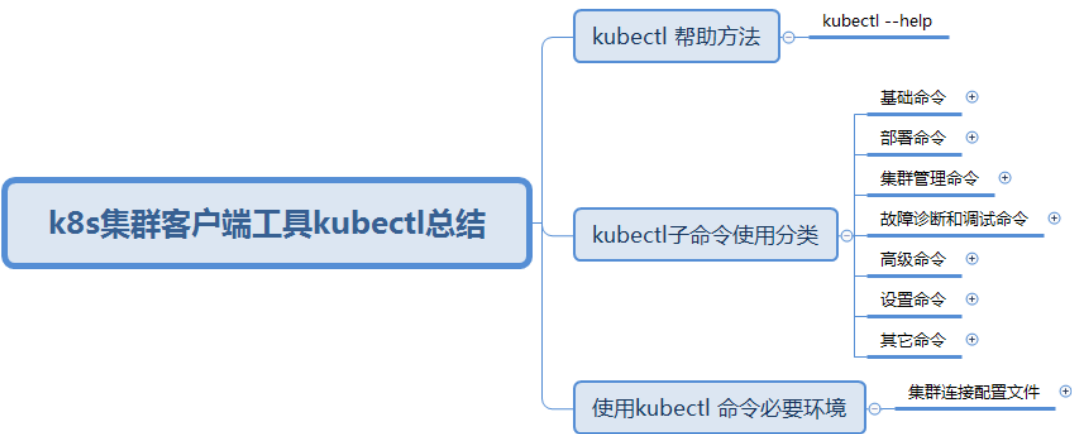 k8s集群客户端工具kubectl总结
kubectl 帮助方法
kubectl --help
kubectl子命令使用分类
基础命令
部署命令
集群管理命令
故障诊断和调试命令
高级命令
设置命令
其它命令
使用kubectl 命令必要环境
集群连接配置文件